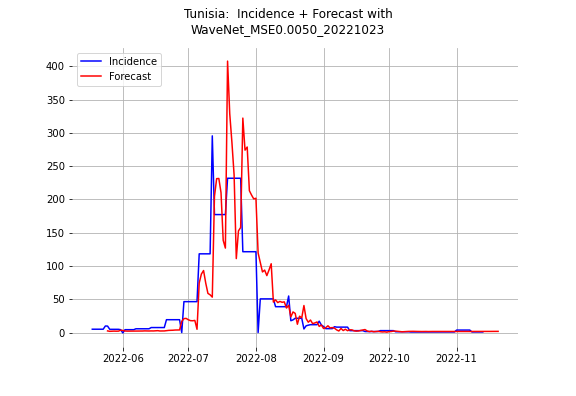 Tunisia:  Incidence + Forecast with
WaveNet_MSE0.0050_20221023
Incidence
Forecast
400
350
300
250
200
150
100
50
0
2022-06 2022-07 2022-08 2022-09 2022-10 2022-11